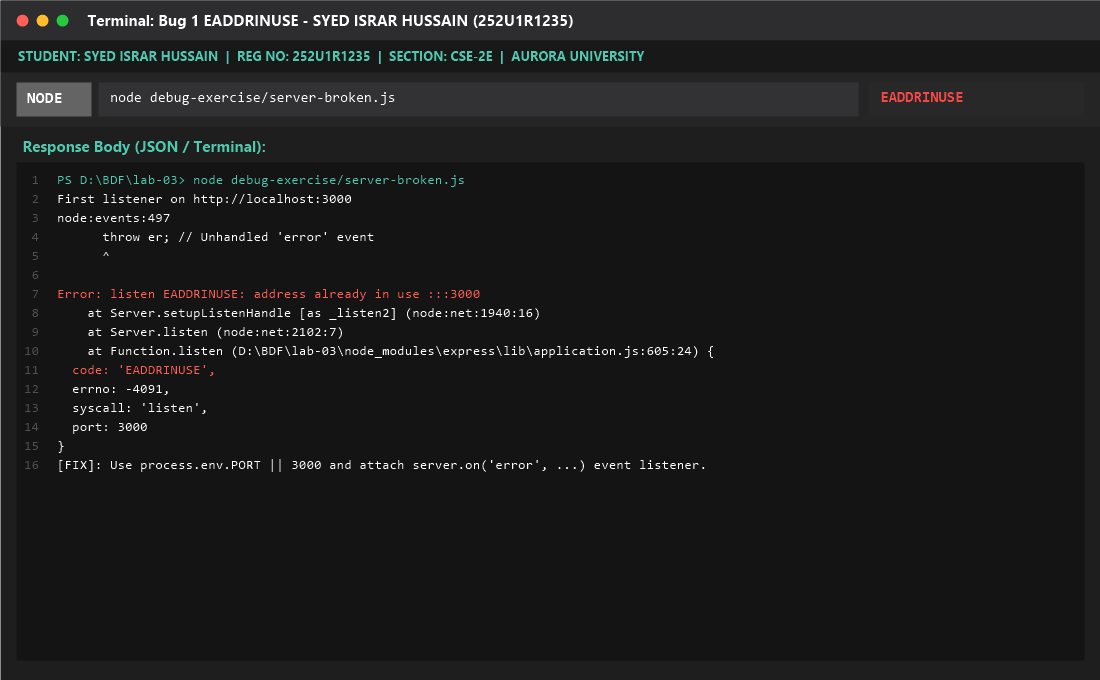 Terminal: Bug 1 EADDRINUSE - SYED ISRAR HUSSAIN (252U1R1235)
STUDENT: SYED ISRAR HUSSAIN | REG NO: 252U1R1235 | SECTION: CSE-2E | AURORA UNIVERSITY
NODE node debug-exercise/server-broken.js EADDRINUSE
Response Body (JSON / Terminal):
1 PS D:\BDF\lab-03> node debug-exercise/server-broken.js
2 First listener on http://localhost:3000
3 node:events:497
4       throw er; // Unhandled 'error' event
5       ^
6
7 Error: listen EADDRINUSE: address already in use :::3000
8     at Server.setupListenHandle [as _listen2] (node:net:1940:16)
9     at Server.listen (node:net:2102:7)
10     at Function.listen (D:\BDF\lab-03\node_modules\express\lib\application.js:605:24) {
11   code: 'EADDRINUSE',
12   errno: -4091,
13   syscall: 'listen',
14   port: 3000
15 }
16 [FIX]: Use process.env.PORT || 3000 and attach server.on('error', ...) event listener.